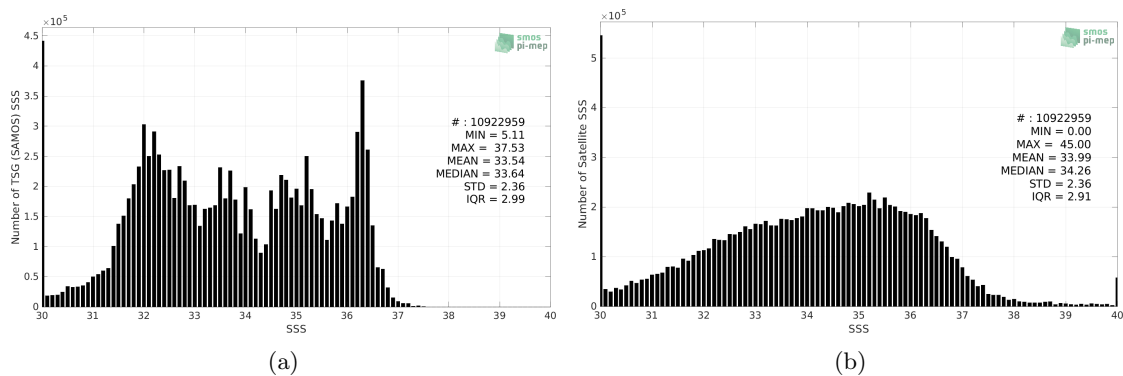 ×10⁵
4.5
4
3.5
3
2.5
2
1.5
1
0.5
0
30 31 32 33 34 35 36 37 38 39 40
SSS
Number of TSG (SAMOS) SSS
smos
pi-mep
# : 10922959
MIN = 5.11
MAX = 37.53
MEAN = 33.54
MEDIAN = 33.64
STD = 2.36
IQR = 2.99
(a)
×10⁵
5
4
3
2
1
0
30 31 32 33 34 35 36 37 38 39 40
SSS
Number of Satellite SSS
smos
pi-mep
# : 10922959
MIN = 0.00
MAX = 45.00
MEAN = 33.99
MEDIAN = 34.26
STD = 2.36
IQR = 2.91
(b)